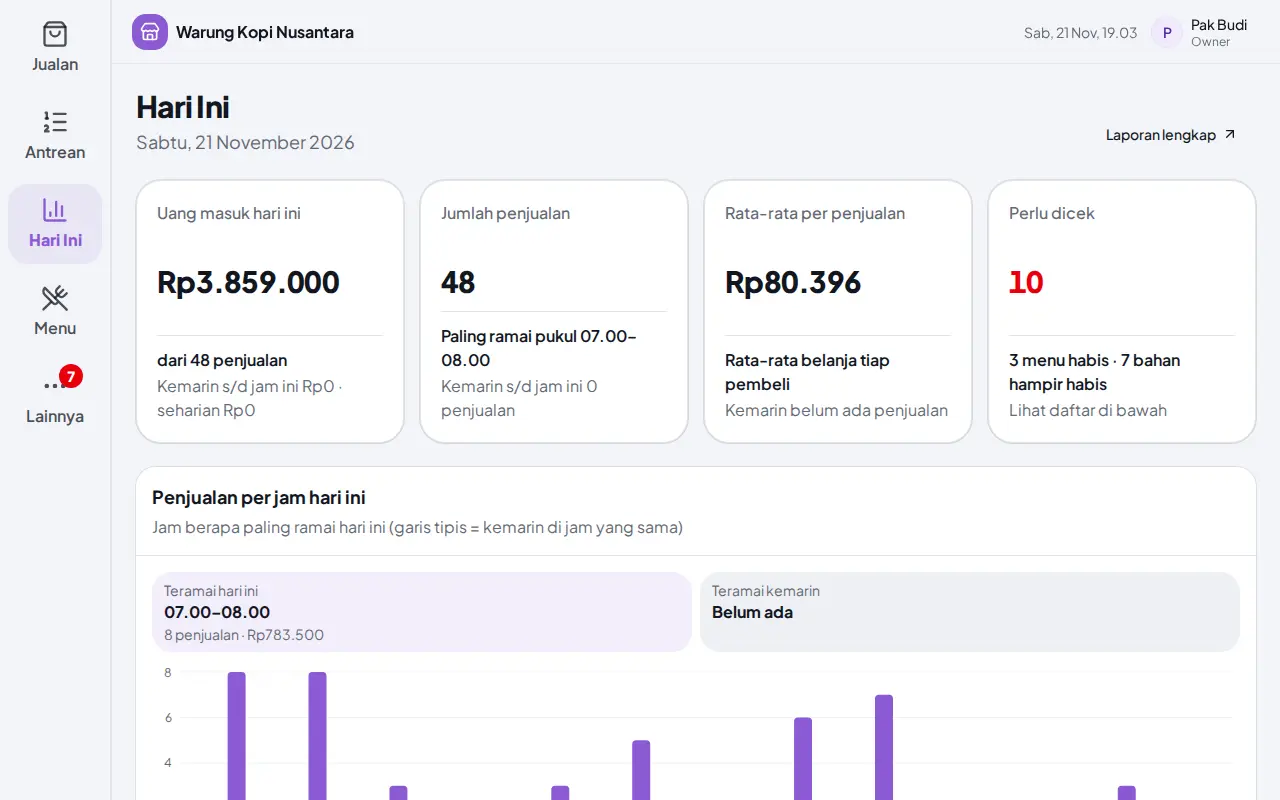 Jualan
Antrean
Hari Ini
Menu
7
Lainnya
Warung Kopi Nusantara
Sab, 21 Nov, 19.03
P
Pak Budi
Owner
Hari Ini
Sabtu, 21 November 2026
Laporan lengkap
Uang masuk hari ini
Rp3.859.000
dari 48 penjualan
Kemarin s/d jam ini Rp0 ·
seharian Rp0
Jumlah penjualan
48
Paling ramai pukul 07.00–
08.00
Kemarin s/d jam ini 0
penjualan
Rata-rata per penjualan
Rp80.396
Rata-rata belanja tiap
pembeli
Kemarin belum ada penjualan
Perlu dicek
10
3 menu habis · 7 bahan
hampir habis
Lihat daftar di bawah
Penjualan per jam hari ini
Jam berapa paling ramai hari ini (garis tipis = kemarin di jam yang sama)
Teramai hari ini
07.00–08.00
8 penjualan · Rp783.500
Teramai kemarin
Belum ada
8
6
4